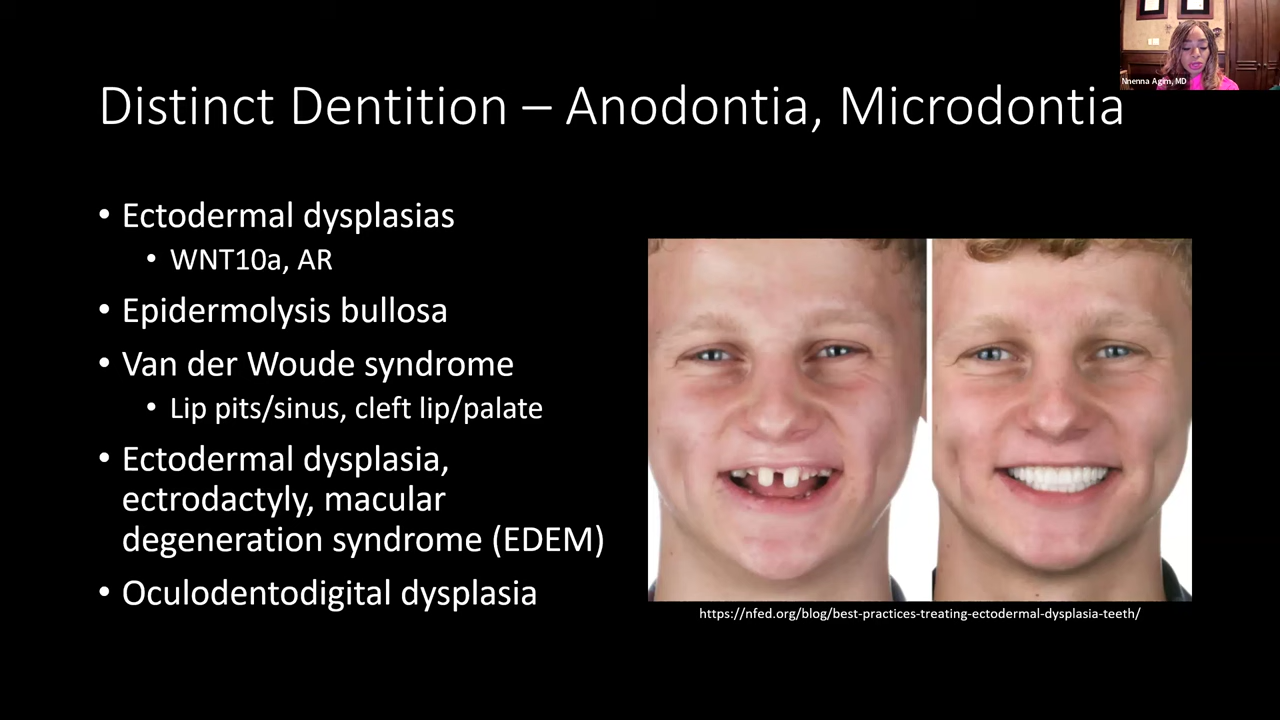 Nnenna Agim, MD
Distinct Dentition – Anodontia, Microdontia
• Ectodermal dysplasias
• WNT10a, AR
• Epidermolysis bullosa
• Van der Woude syndrome
• Lip pits/sinus, cleft lip/palate
• Ectodermal dysplasia,
ectrodactyly, macular
degeneration syndrome (EDEM)
• Oculodentodigital dysplasia
https://nfed.org/blog/best-practices-treating-ectodermal-dysplasia-teeth/